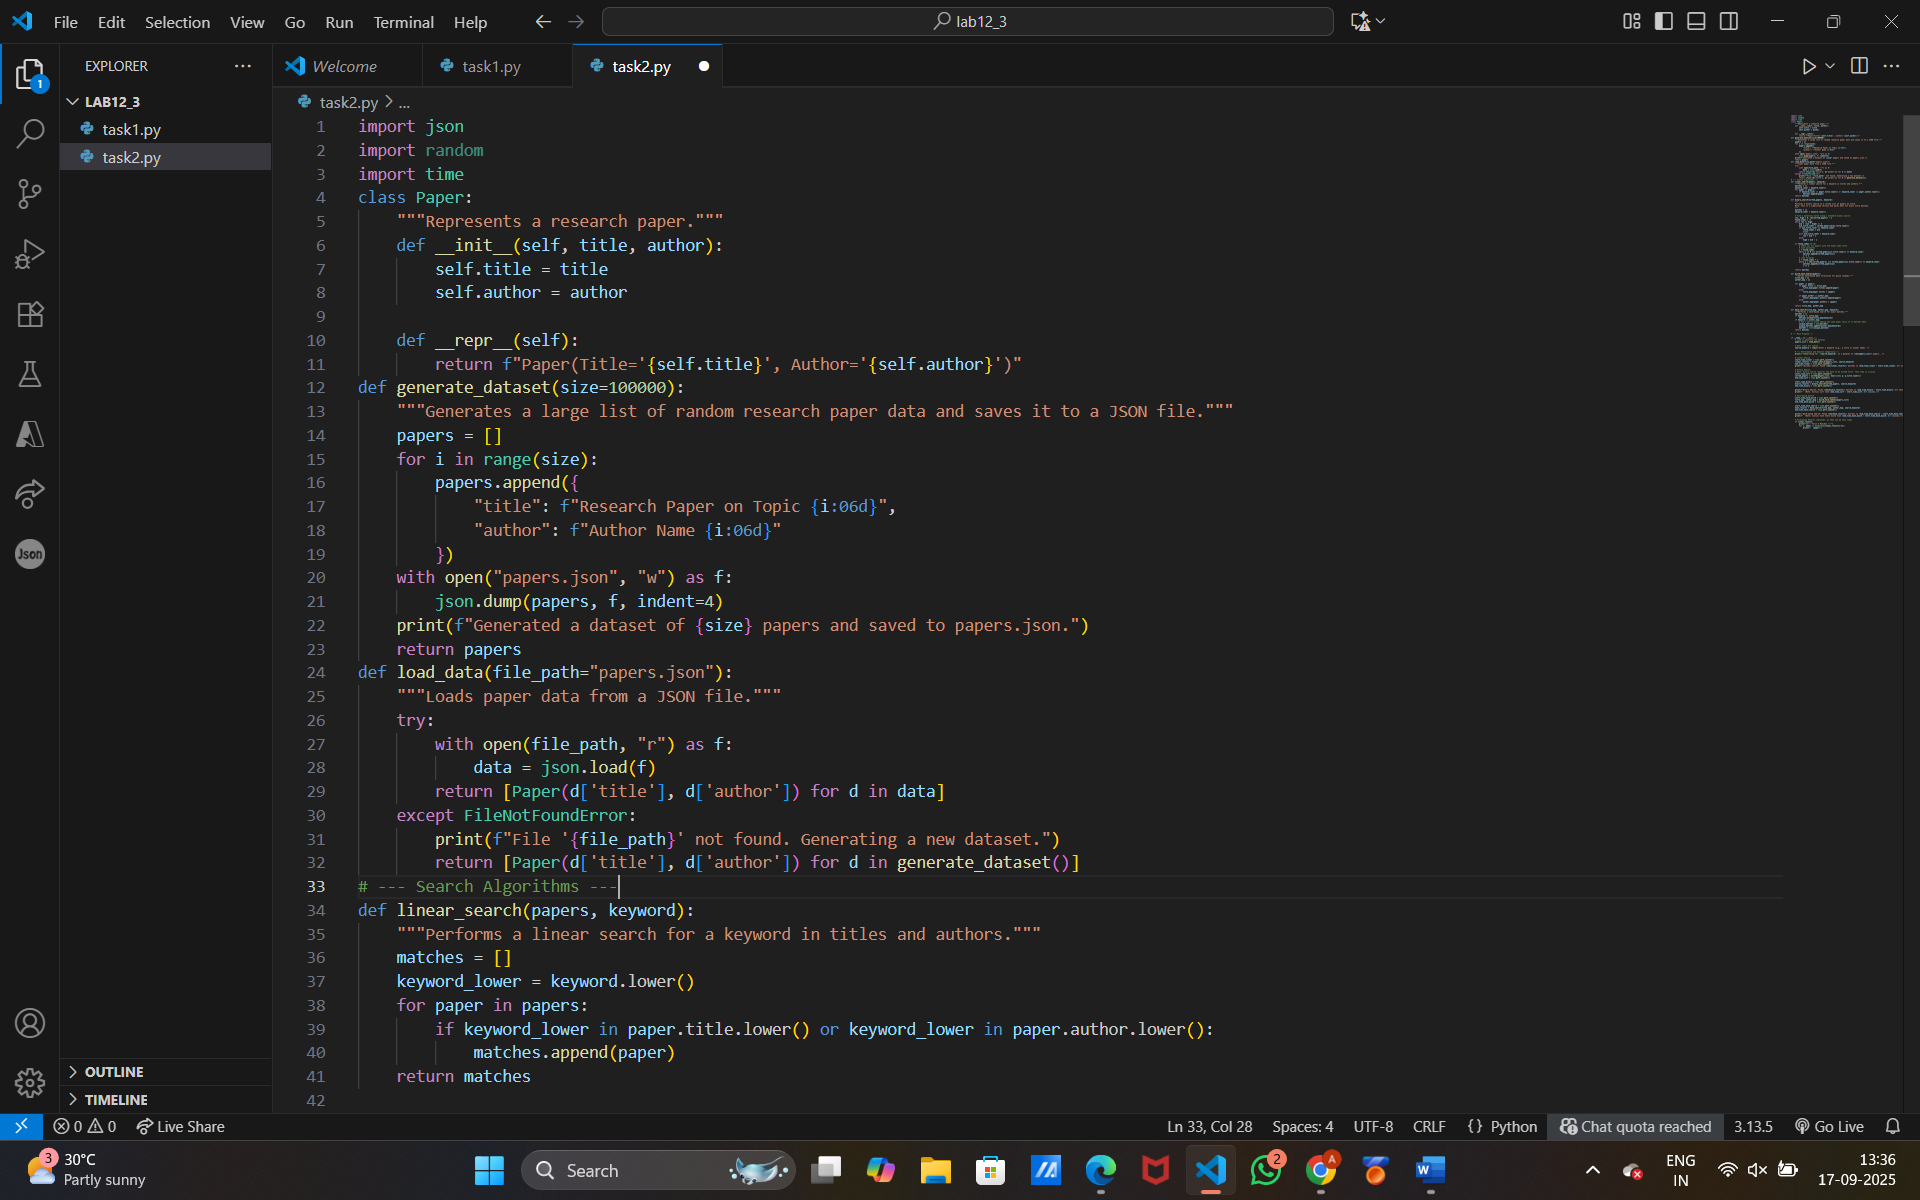 File Edit Selection View Go Run Terminal Help
lab12_3
EXPLORER
Welcome
task1.py
task2.py
1
LAB12_3
task1.py
task2.py
task2.py > ...
1 import json
2 import random
3 import time
4 class Paper:
5     """Represents a research paper."""
6     def __init__(self, title, author):
7         self.title = title
8         self.author = author
9
10     def __repr__(self):
11         return f"Paper(Title='{self.title}', Author='{self.author}')"
12 def generate_dataset(size=100000):
13     """Generates a large list of random research paper data and saves it to a JSON file."""
14     papers = []
15     for i in range(size):
16         papers.append({
17             "title": f"Research Paper on Topic {i:06d}",
18             "author": f"Author Name {i:06d}"
19         })
20     with open("papers.json", "w") as f:
21         json.dump(papers, f, indent=4)
22     print(f"Generated a dataset of {size} papers and saved to papers.json.")
23     return papers
24 def load_data(file_path="papers.json"):
25     """Loads paper data from a JSON file."""
26     try:
27         with open(file_path, "r") as f:
28             data = json.load(f)
29         return [Paper(d['title'], d['author']) for d in data]
30     except FileNotFoundError:
31         print(f"File '{file_path}' not found. Generating a new dataset.")
32         return [Paper(d['title'], d['author']) for d in generate_dataset()]
33 # --- Search Algorithms ---
34 def linear_search(papers, keyword):
35     """Performs a linear search for a keyword in titles and authors."""
36     matches = []
37     keyword_lower = keyword.lower()
38     for paper in papers:
39         if keyword_lower in paper.title.lower() or keyword_lower in paper.author.lower():
40             matches.append(paper)
41     return matches
42
Json
OUTLINE
TIMELINE
0 0 Live Share
Ln 33, Col 28 Spaces: 4 UTF-8 CRLF {} Python Chat quota reached 3.13.5 Go Live
3
30°C
Partly sunny
Search
2
A
W
ENG
IN
13:36
17-09-2025